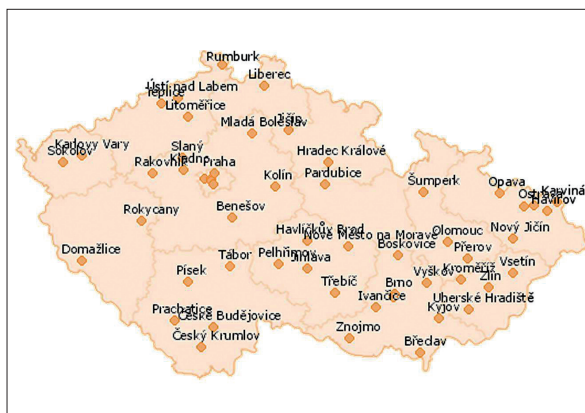 Rumburk
Liberec
Ústí nad Labem
Teplice
Litoměřice
Jičín
Mladá Boleslav
Karlovy Vary
Sokolov
Slaný
Kladno
Rakovník
Praha
Hradec Králové
Pardubice
Kolín
Šumperk
Opava
Karviná
Ostrava
Havířov
Rokycany
Benešov
Havlíčkův Brod
Nové Město na Moravě
Olomouc
Nový Jičín
Domažlice
Tábor
Pelhřimov
Jihlava
Boskovice
Přerov
Vsetín
Písek
Třebíč
Brno
Vyškov
Kroměříž
Zlín
Ivančice
Uherské Hradiště
Prachatice
České Budějovice
Kyjov
Český Krumlov
Znojmo
Břeclav